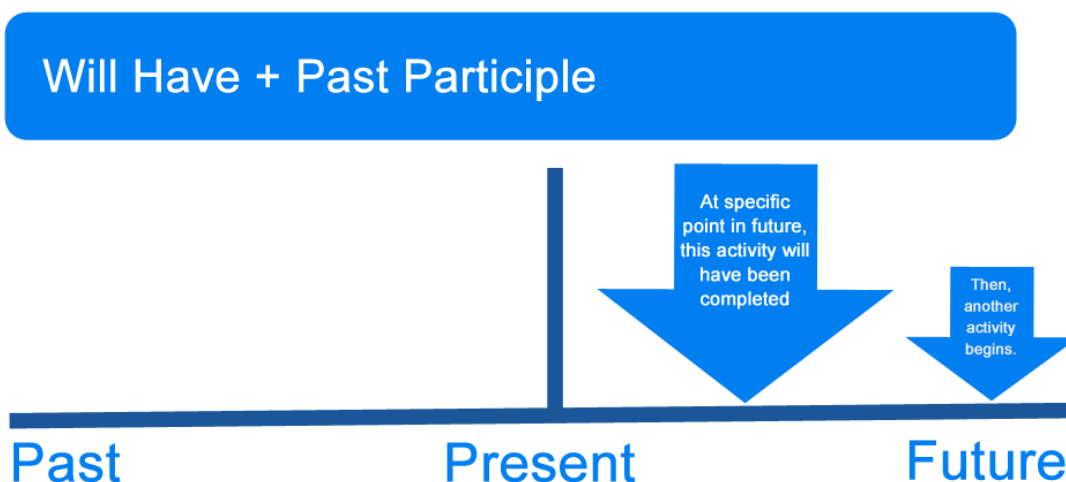 Will Have + Past Participle
At specific
point in future,
this activity will
have been
completed
Then,
another
activity
begins.
Past
Present
Future